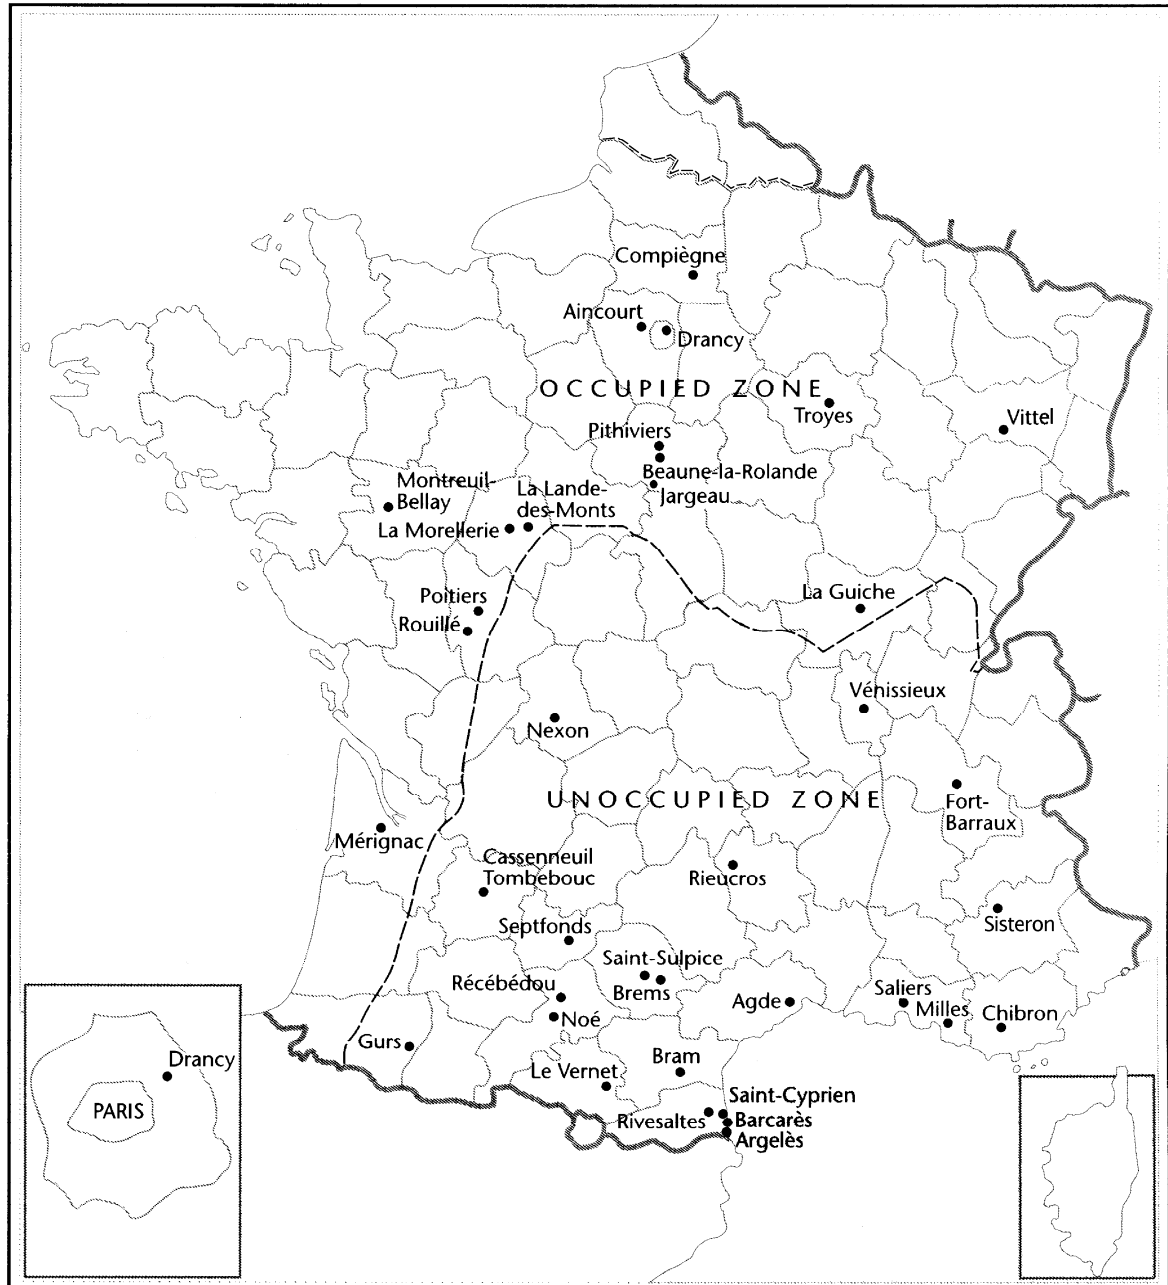 Compiègne
Aincourt
Drancy
OCCUPIED ZONE
Troyes
Vittel
Pithiviers
Beaune-la-Rolande
Jargeau
Montreuil-
Bellay
La Lande-
des-Monts
La Morellerie
La Guiche
Poitiers
Rouillé
Vénissieux
Nexon
UNOCCUPIED ZONE
Fort-
Barraux
Mérignac
Cassenneuil
Tombebouc
Rieucros
Septfonds
Sisteron
Saint-Sulpice
Brems
Récébédou
Agde
Saliers
Milles
Chibron
Noé
Gurs
Bram
Le Vernet
Saint-Cyprien
Rivesaltes
Barcarès
Argelès
Drancy
PARIS